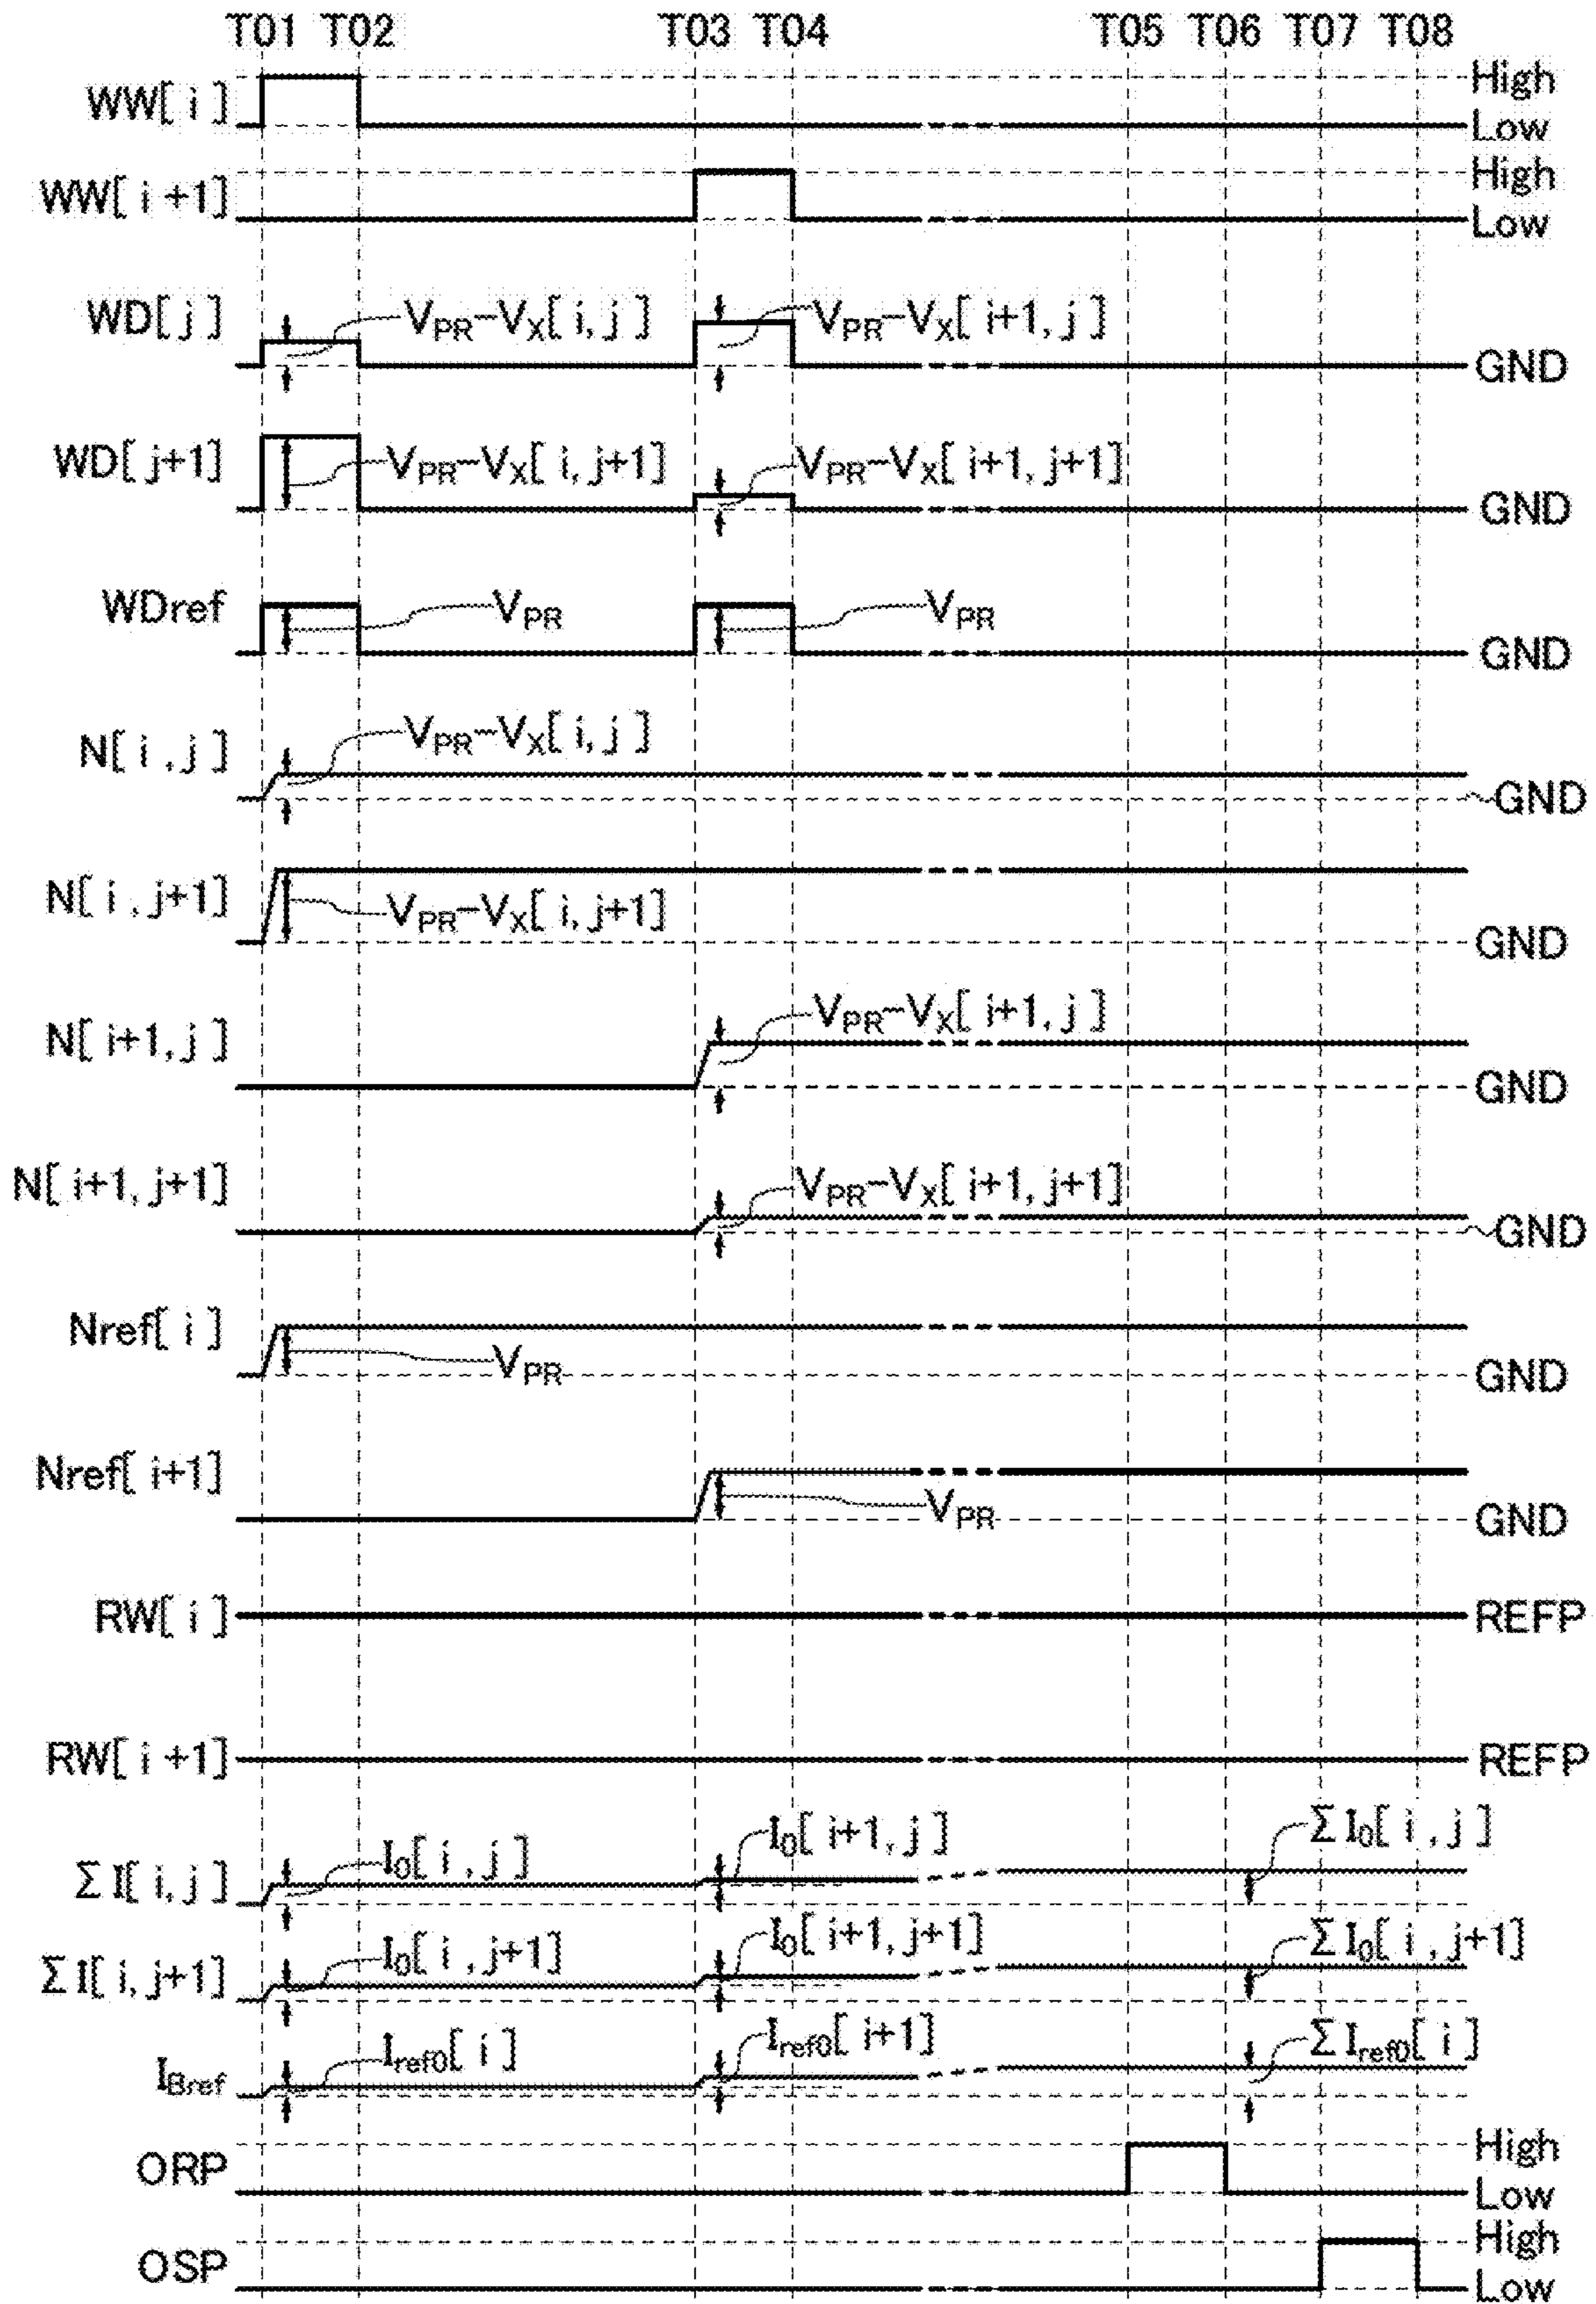 T01 T02 T03 T04 T05 T06 T07 T08
WW[ i ] High
Low
WW[ i +1] High
Low
WD[ j ] VPR-VX[ i, j ] VPR-VX[ i+1, j ]
GND
WD[ j+1] VPR-VX[ i, j+1] VPR-VX[ i+1, j+1]
GND
WDref VPR VPR
GND
N[ i , j ] VPR-VX[ i, j ]
GND
N[ i , j+1] VPR-VX[ i, j+1]
GND
N[ i+1, j ] VPR-VX[ i+1, j ]
GND
N[ i+1, j+1] VPR-VX[ i+1, j+1]
GND
Nref[ i ] VPR GND
Nref[ i+1] VPR GND
RW[ i ] REFP
RW[ i +1] REFP
ΣI[ i, j ] I0[ i , j ] I0[ i+1, j ] ΣI0[ i , j ]
ΣI[ i, j+1] I0[ i , j+1] I0[ i+1, j+1] ΣI0[ i , j+1]
IBref Iref0[ i ] Iref0[ i+1] ΣIref0[ i ]
ORP High
Low
OSP High
Low